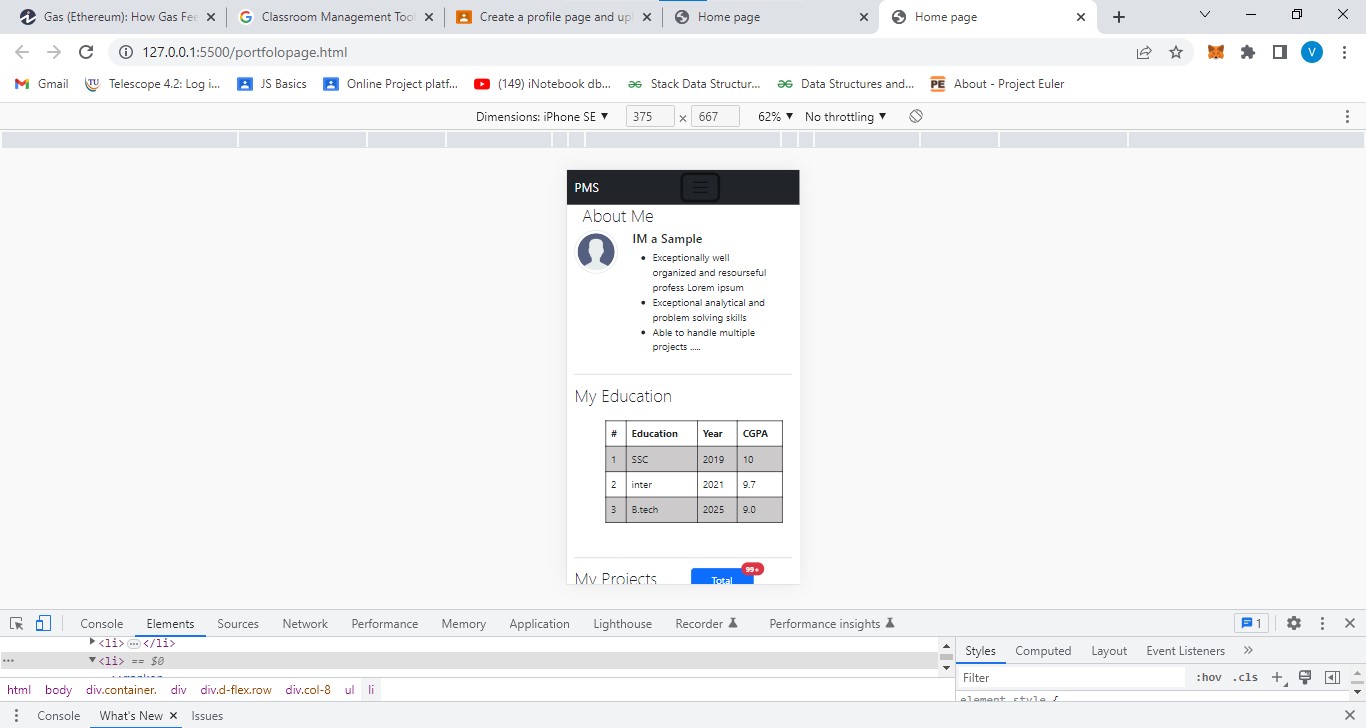 Gas (Ethereum): How Gas Fee
Classroom Management Tool
Create a profile page and upl
Home page
Home page
127.0.0.1:5500/portfolopage.html
V
Gmail
Telescope 4.2: Log i...
JS Basics
Online Project platf...
(149) iNotebook db...
Stack Data Structur...
Data Structures and...
About - Project Euler
Dimensions: iPhone SE ▼ 375 × 667 62% ▼ No throttling ▼
PMS
About Me
IM a Sample
• Exceptionally well
organized and resourseful
profess Lorem ipsum
• Exceptional analytical and
problem solving skills
• Able to handle multiple
projects .....
My Education
# Education Year CGPA
1 SSC 2019 10
2 inter 2021 9.7
3 B.tech 2025 9.0
My Projects
Total
99+
Console Elements Sources Network Performance Memory Application Lighthouse Recorder Performance insights 1
<li> ... </li>
... <li> == $0
::marker
html body div.container. div div.d-flex.row div.col-8 ul li
Styles Computed Layout Event Listeners »
Filter :hov .cls +
element.style {
Console What's New × Issues